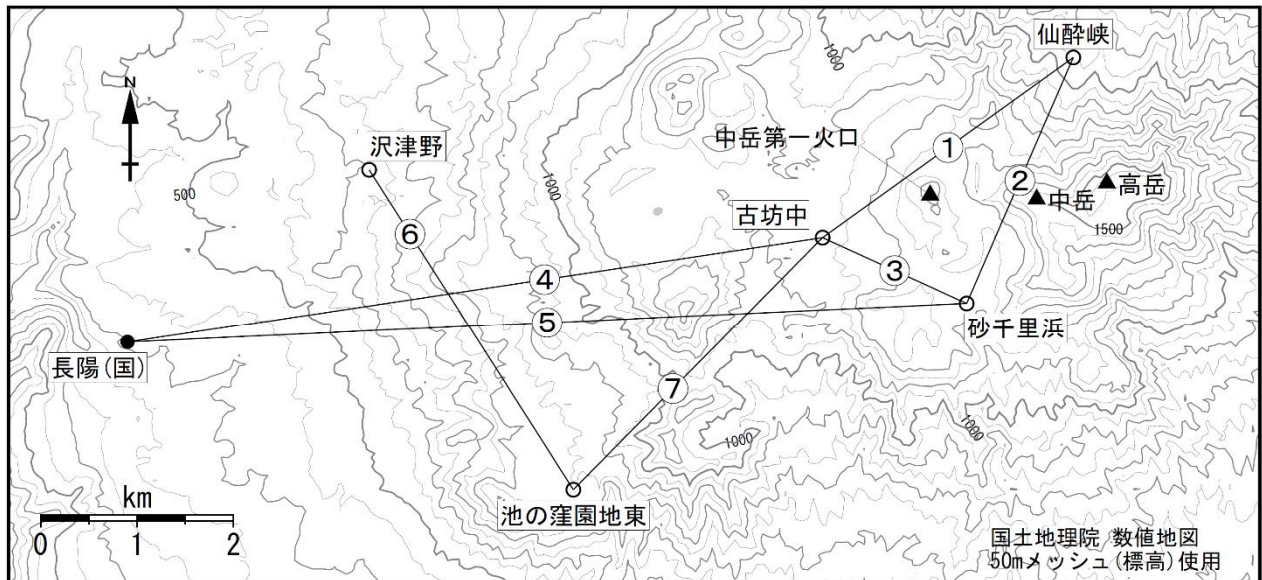 仙酔峡
1000
N
沢津野
中岳第一火口
①
500
1000
②
高岳
中岳
古坊中
⑥
1500
③
④
⑤
砂千里浜
長陽(国)
⑦
1000
1000
km
池の窪園地東
0 1 2
国土地理院 数値地図
50mメッシュ(標高)使用